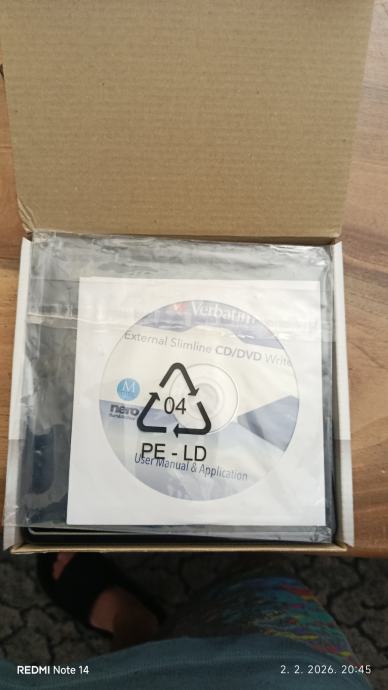 Verbatim
External Slimline CD/DVD Writer
M
nero
04
PE - LD
User Manual & Application
REDMI Note 14
2. 2. 2026. 20:45